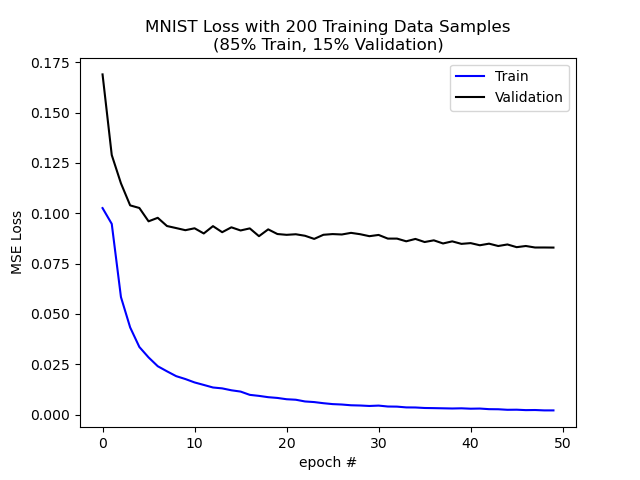 MNIST Loss with 200 Training Data Samples
(85% Train, 15% Validation)
0.175
0.150
0.125
0.100
0.075
0.050
0.025
0.000
MSE Loss
Train
Validation
0
10
20
30
40
50
epoch #